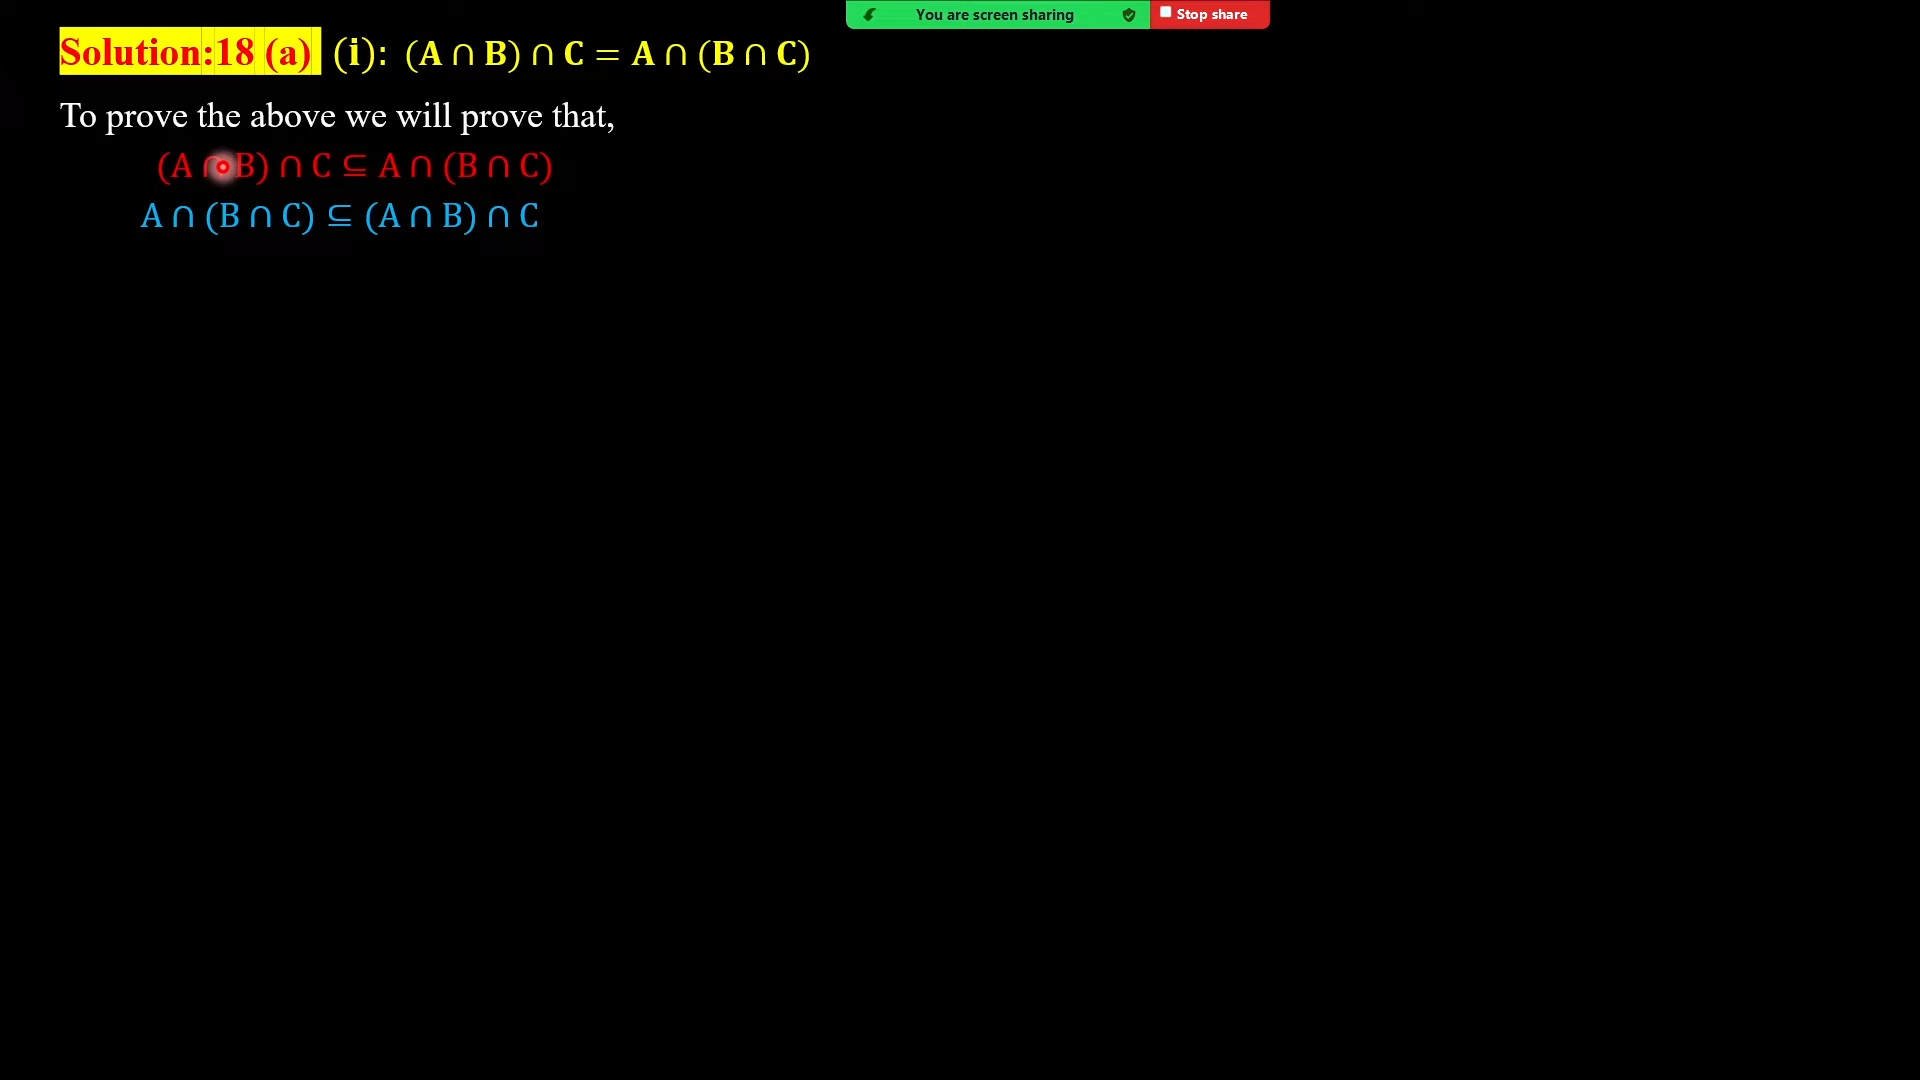 You are screen sharing
Stop share
Solution:18 (a) (i): (A ∩ B) ∩ C = A ∩ (B ∩ C)
To prove the above we will prove that,
(A ∩ B) ∩ C ⊆ A ∩ (B ∩ C)
A ∩ (B ∩ C) ⊆ (A ∩ B) ∩ C